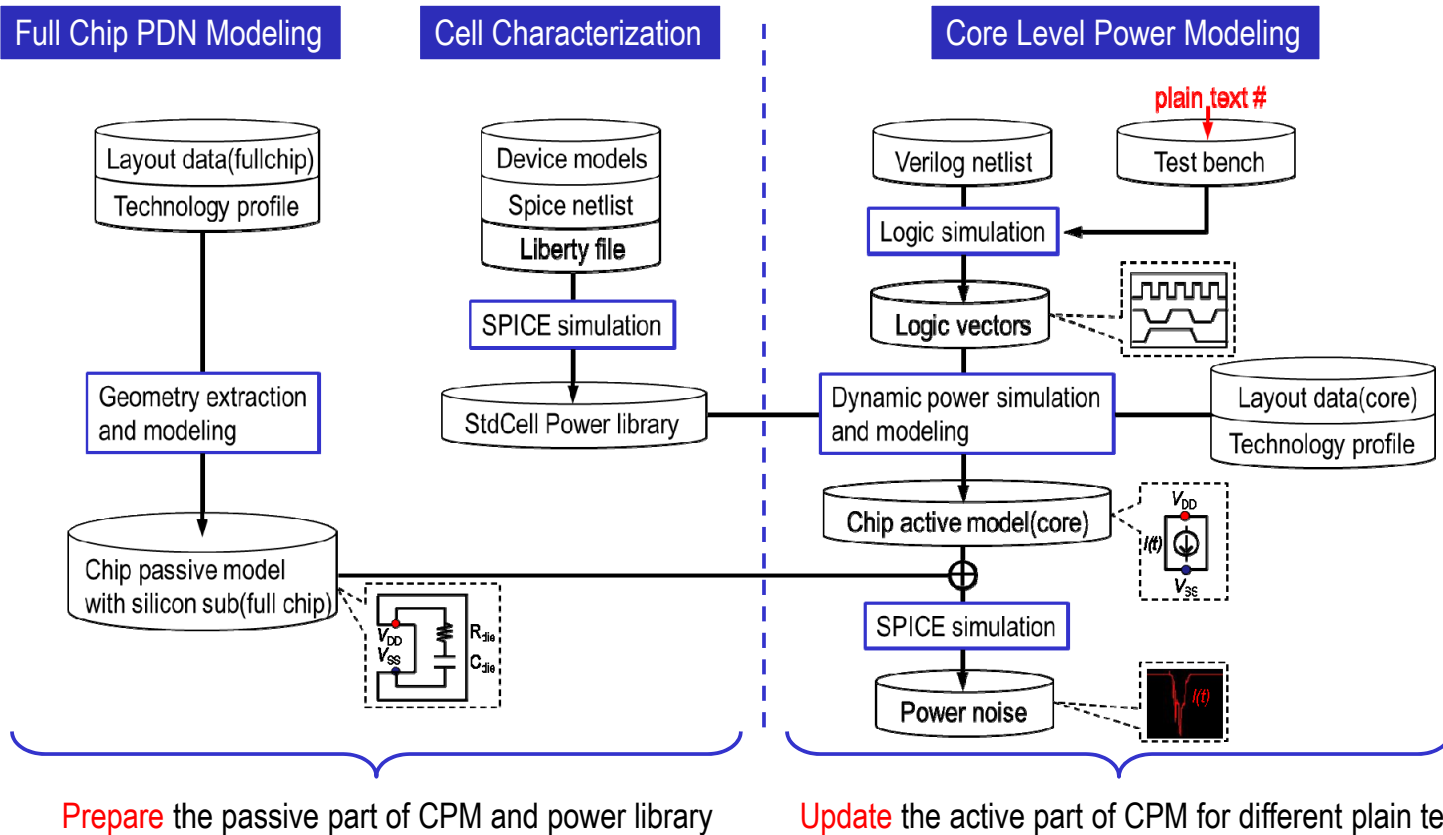 Full Chip PDN Modeling
Cell Characterization
Core Level Power Modeling
Layout data(fullchip)
Technology profile
Geometry extraction
and modeling
Chip passive model
with silicon sub(full chip)
VDD
VSS
Rdie
Cdie
Device models
Spice netlist
Liberty file
SPICE simulation
StdCell Power library
plain text #
Verilog netlist
Test bench
Logic simulation
Logic vectors
Dynamic power simulation
and modeling
Layout data(core)
Technology profile
Chip active model(core)
VDD
I(t)
VSS
SPICE simulation
Power noise
I(t)
Prepare the passive part of CPM and power library
Update the active part of CPM for different plain te